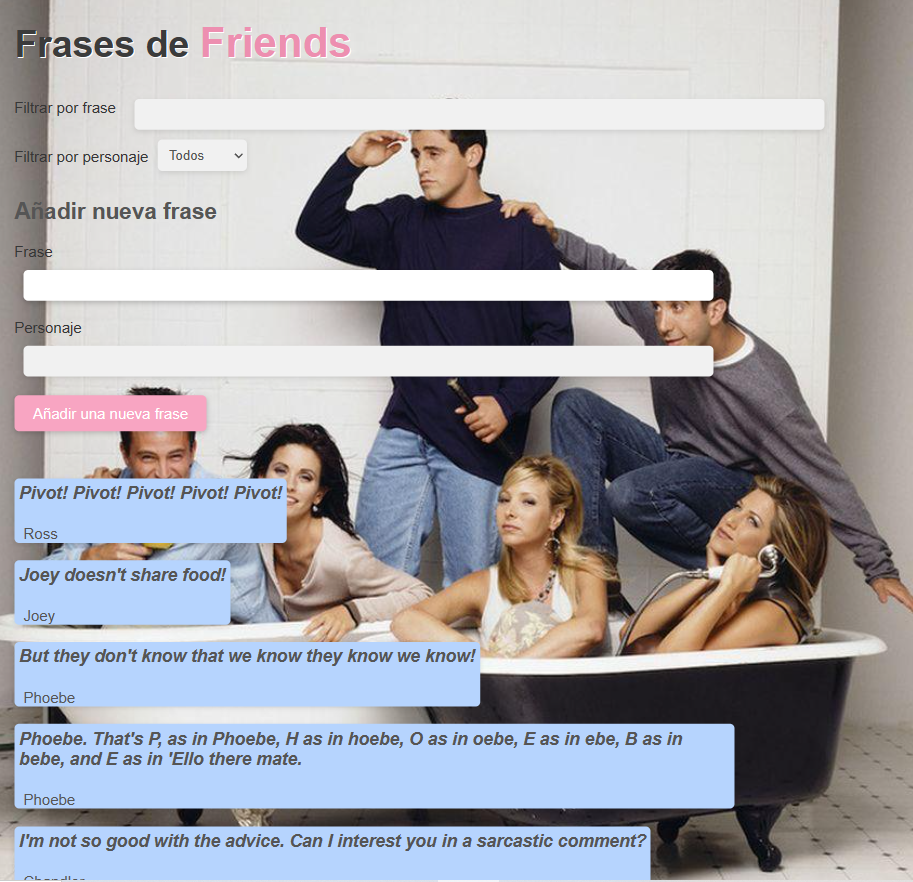 Frases de Friends
Filtrar por frase
Filtrar por personaje Todos
Añadir nueva frase
Frase
Personaje
Añadir una nueva frase
Pivot! Pivot! Pivot! Pivot! Pivot!
Ross
Joey doesn't share food!
Joey
But they don't know that we know they know we know!
Phoebe
Phoebe. That's P, as in Phoebe, H as in hoebe, O as in oebe, E as in ebe, B as in
bebe, and E as in 'Ello there mate.
Phoebe
I'm not so good with the advice. Can I interest you in a sarcastic comment?
Chandler